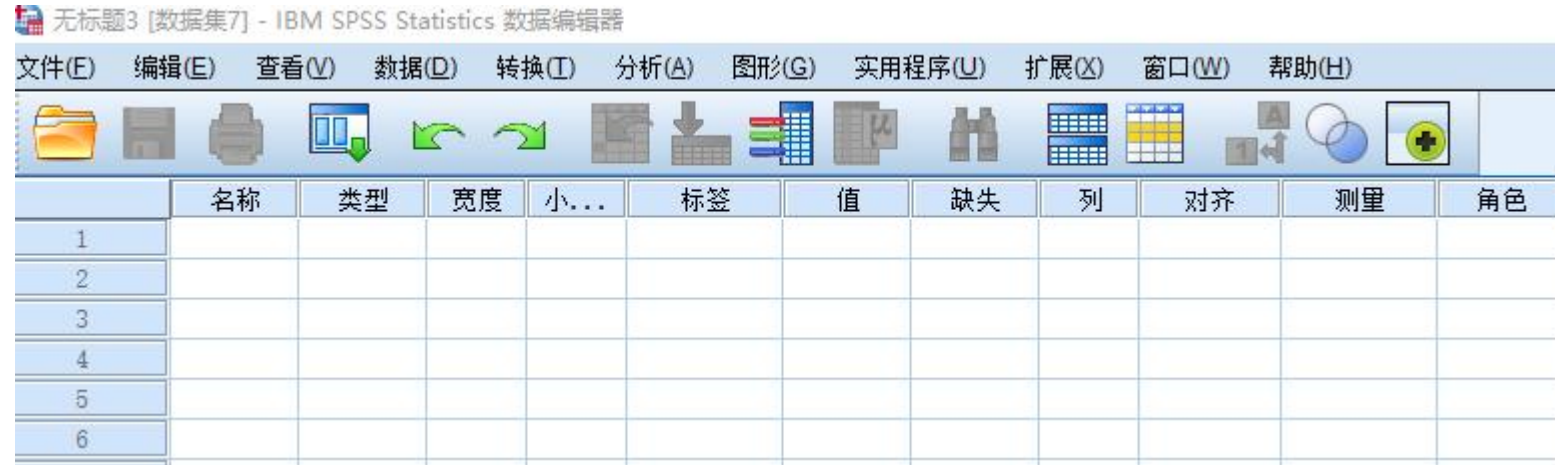 无标题3 [数据集7] - IBM SPSS Statistics 数据编辑器
文件(F) 编辑(E) 查看(V) 数据(D) 转换(T) 分析(A) 图形(G) 实用程序(U) 扩展(X) 窗口(W) 帮助(H)
名称 类型 宽度 小... 标签 值 缺失 列 对齐 测量 角色
1
2
3
4
5
6